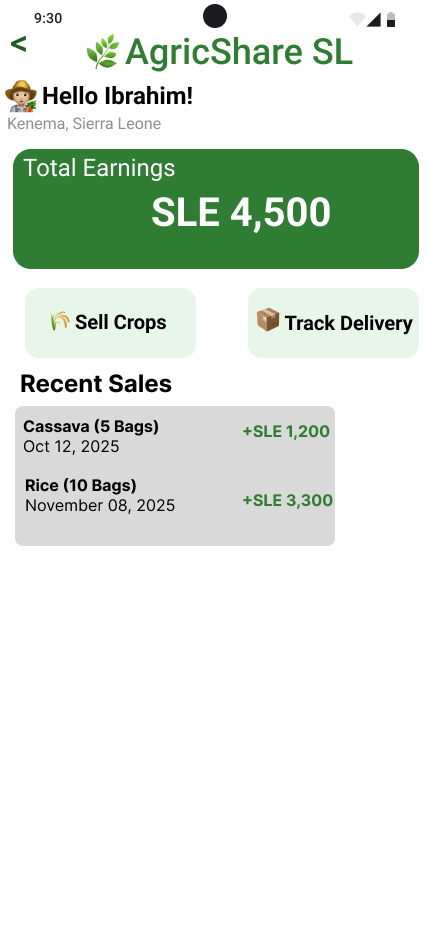 9:30
<
AgricShare SL
Hello Ibrahim!
Kenema, Sierra Leone
Total Earnings
SLE 4,500
Sell Crops
Track Delivery
Recent Sales
Cassava (5 Bags)
+SLE 1,200
Oct 12, 2025
Rice (10 Bags)
+SLE 3,300
November 08, 2025